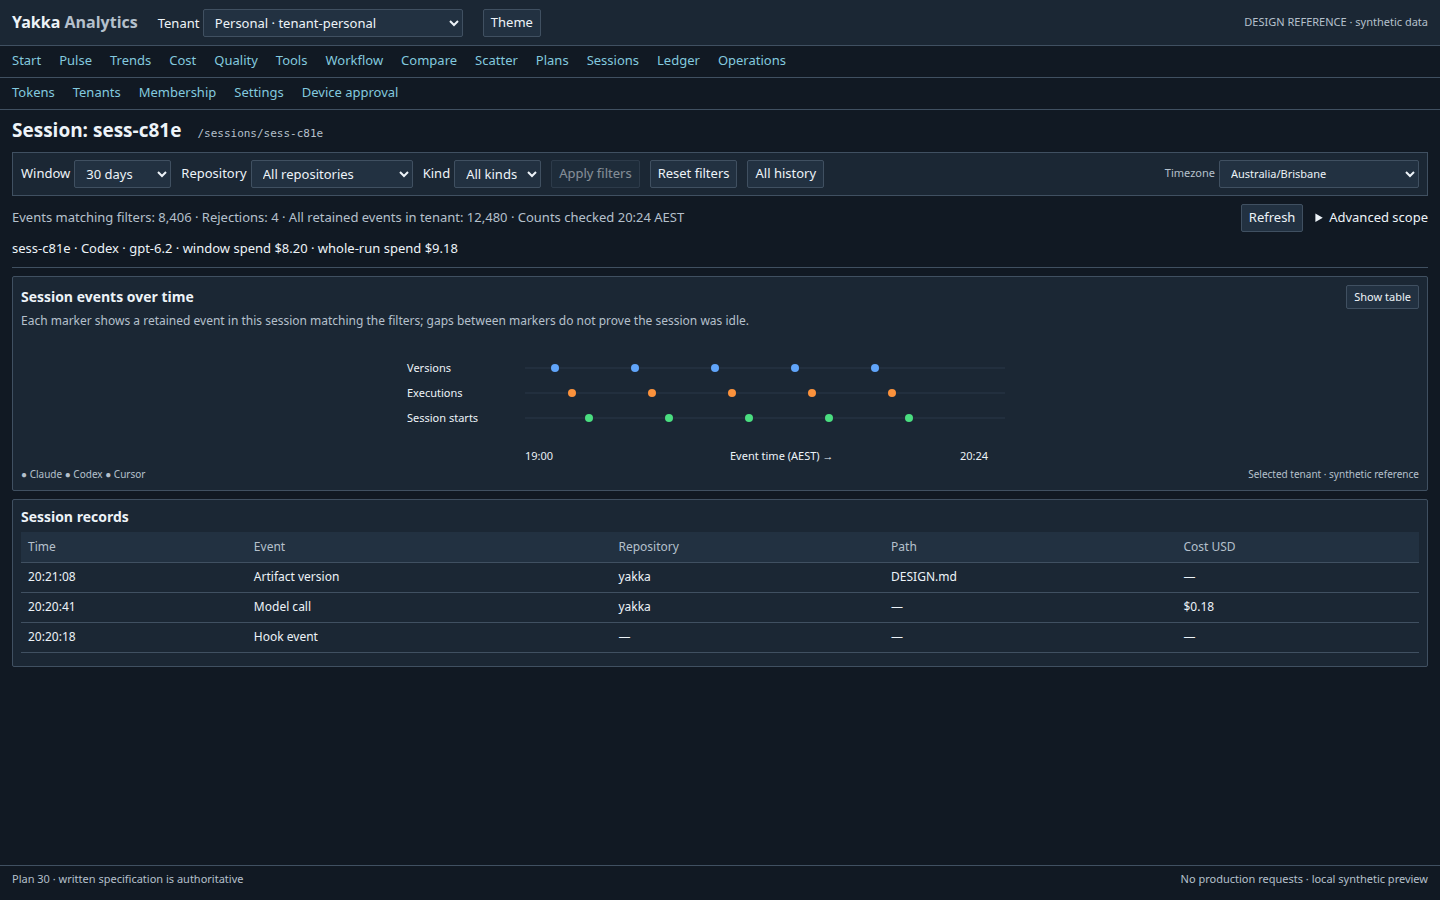 Yakka Analytics Tenant Personal · tenant-personal Theme DESIGN REFERENCE · synthetic data
Start Pulse Trends Cost Quality Tools Workflow Compare Scatter Plans Sessions Ledger Operations
Tokens Tenants Membership Settings Device approval
Session: sess-c81e /sessions/sess-c81e
Window 30 days Repository All repositories Kind All kinds Apply filters Reset filters All history Timezone Australia/Brisbane
Events matching filters: 8,406 · Rejections: 4 · All retained events in tenant: 12,480 · Counts checked 20:24 AEST Refresh ▶ Advanced scope
sess-c81e · Codex · gpt-6.2 · window spend $8.20 · whole-run spend $9.18
Session events over time Show table
Each marker shows a retained event in this session matching the filters; gaps between markers do not prove the session was idle.
Versions
Executions
Session starts
19:00 Event time (AEST) → 20:24
● Claude ● Codex ● Cursor Selected tenant · synthetic reference
Session records
Time Event Repository Path Cost USD
20:21:08 Artifact version yakka DESIGN.md —
20:20:41 Model call yakka — $0.18
20:20:18 Hook event — — —
Plan 30 · written specification is authoritative No production requests · local synthetic preview